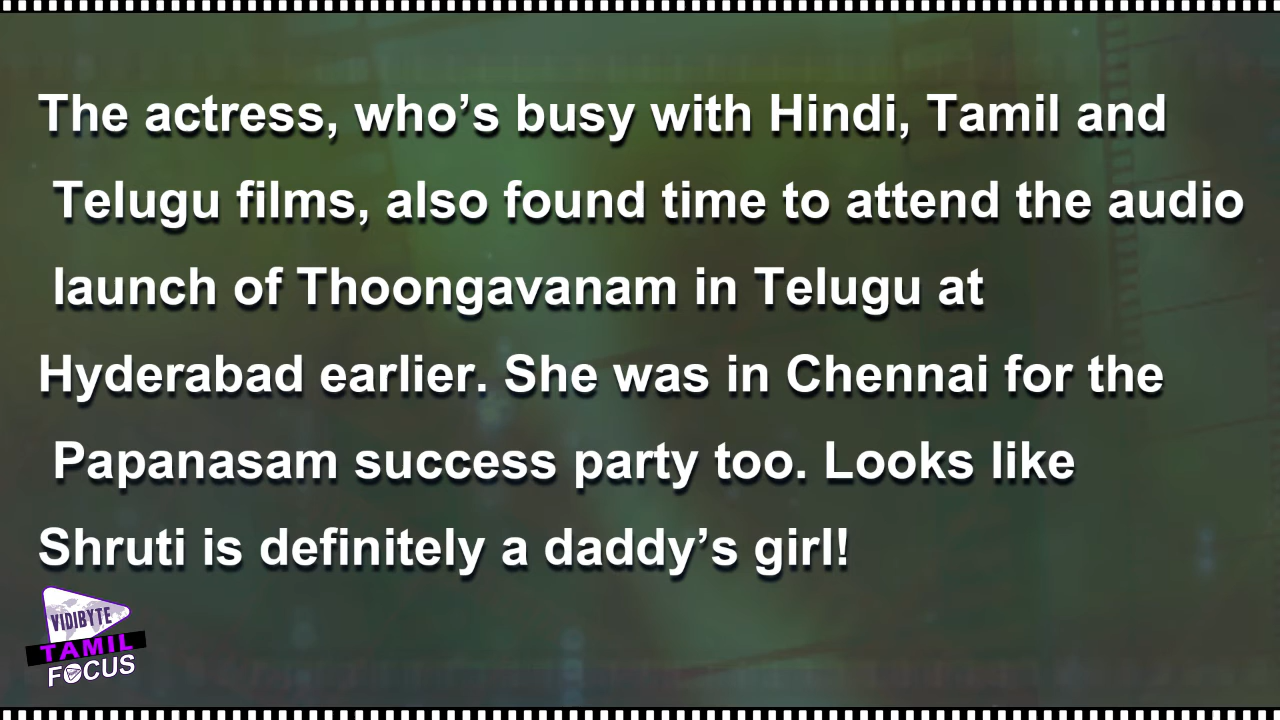 The actress, who’s busy with Hindi, Tamil and
Telugu films, also found time to attend the audio
launch of Thoongavanam in Telugu at
Hyderabad earlier. She was in Chennai for the
Papanasam success party too. Looks like
Shruti is definitely a daddy’s girl!
VIDIBYTE
TAMIL
FOCUS